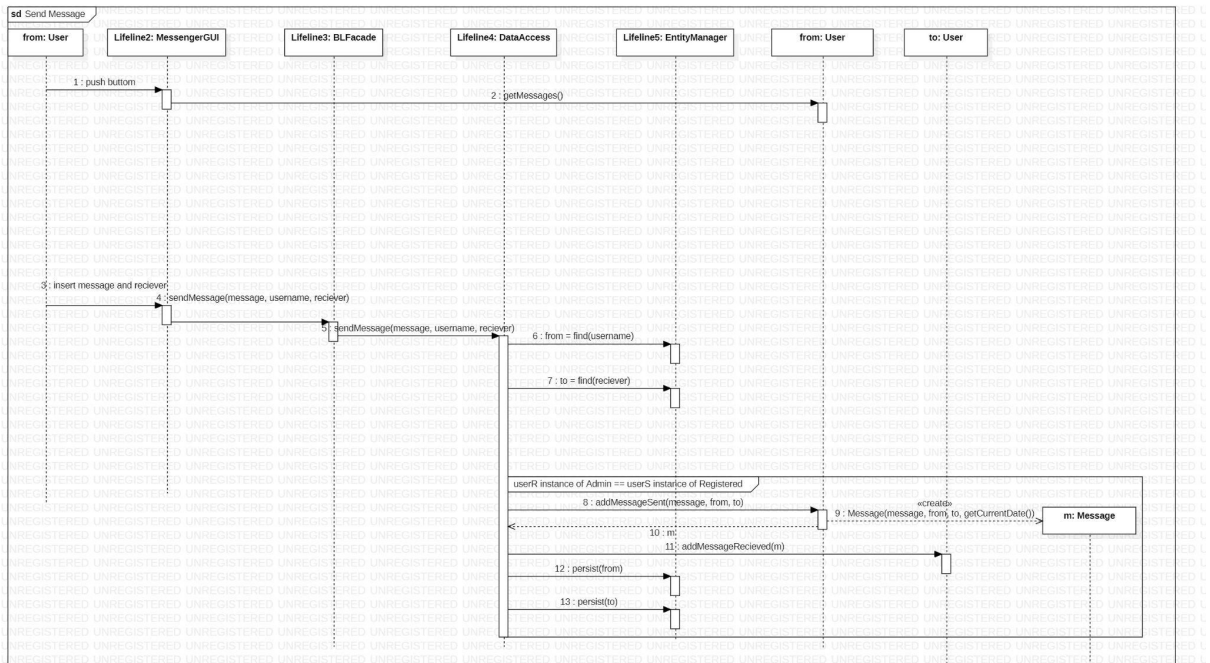 sd Send Message
from: User
Lifeline2: MessengerGUI
Lifeline3: BLFacade
Lifeline4: DataAccess
Lifeline5: EntityManager
from: User
to: User
1 : push buttom
2 : getMessages()
3 : insert message and reciever
4 : sendMessage(message, username, reciever)
5 : sendMessage(message, username, reciever)
6 : from = find(username)
7 : to = find(reciever)
userR instance of Admin == userS instance of Registered
8 : addMessageSent(message, from, to)
«create»
9 : Message(message, from, to, getCurrentDate())
m: Message
10 : m
11 : addMessageRecieved(m)
12 : persist(from)
13 : persist(to)
UNREGISTERED